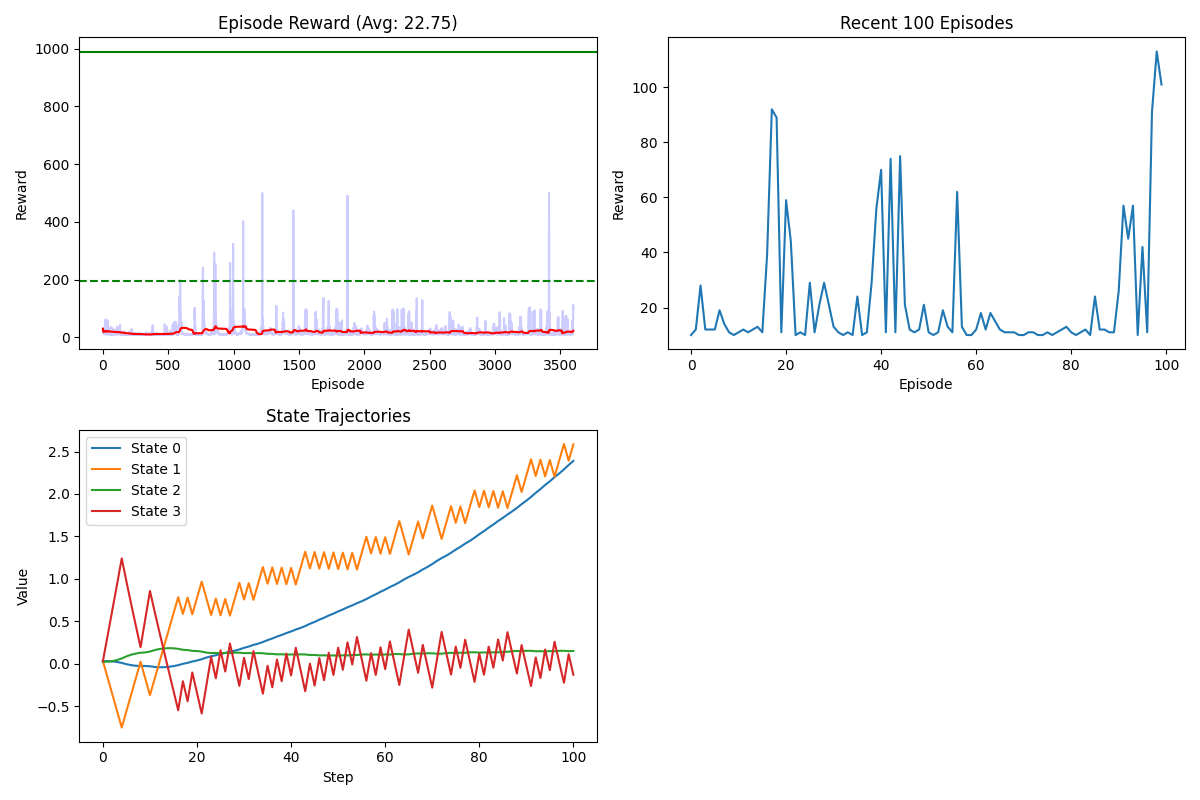 Episode Reward (Avg: 22.75)
Reward
1000
800
600
400
200
0
0 500 1000 1500 2000 2500 3000 3500
Episode
Recent 100 Episodes
Reward
100
80
60
40
20
0 20 40 60 80 100
Episode
State Trajectories
Value
2.5
2.0
1.5
1.0
0.5
0.0
−0.5
State 0
State 1
State 2
State 3
0 20 40 60 80 100
Step